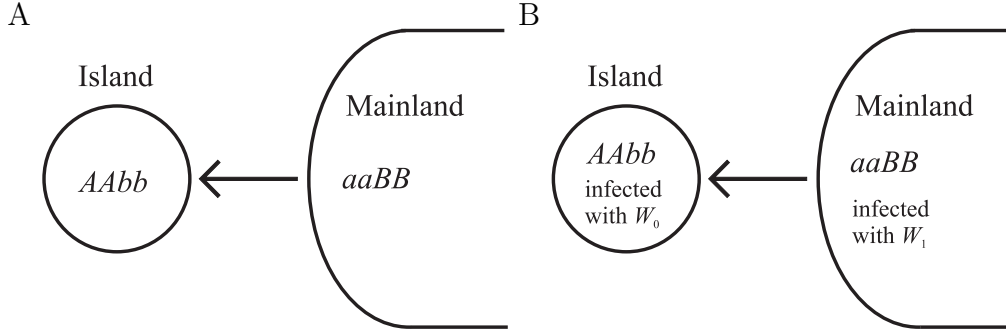 A
Island
AAbb
Mainland
aaBB
B
Island
AAbb
infected
with W₀
Mainland
aaBB
infected
with W₁